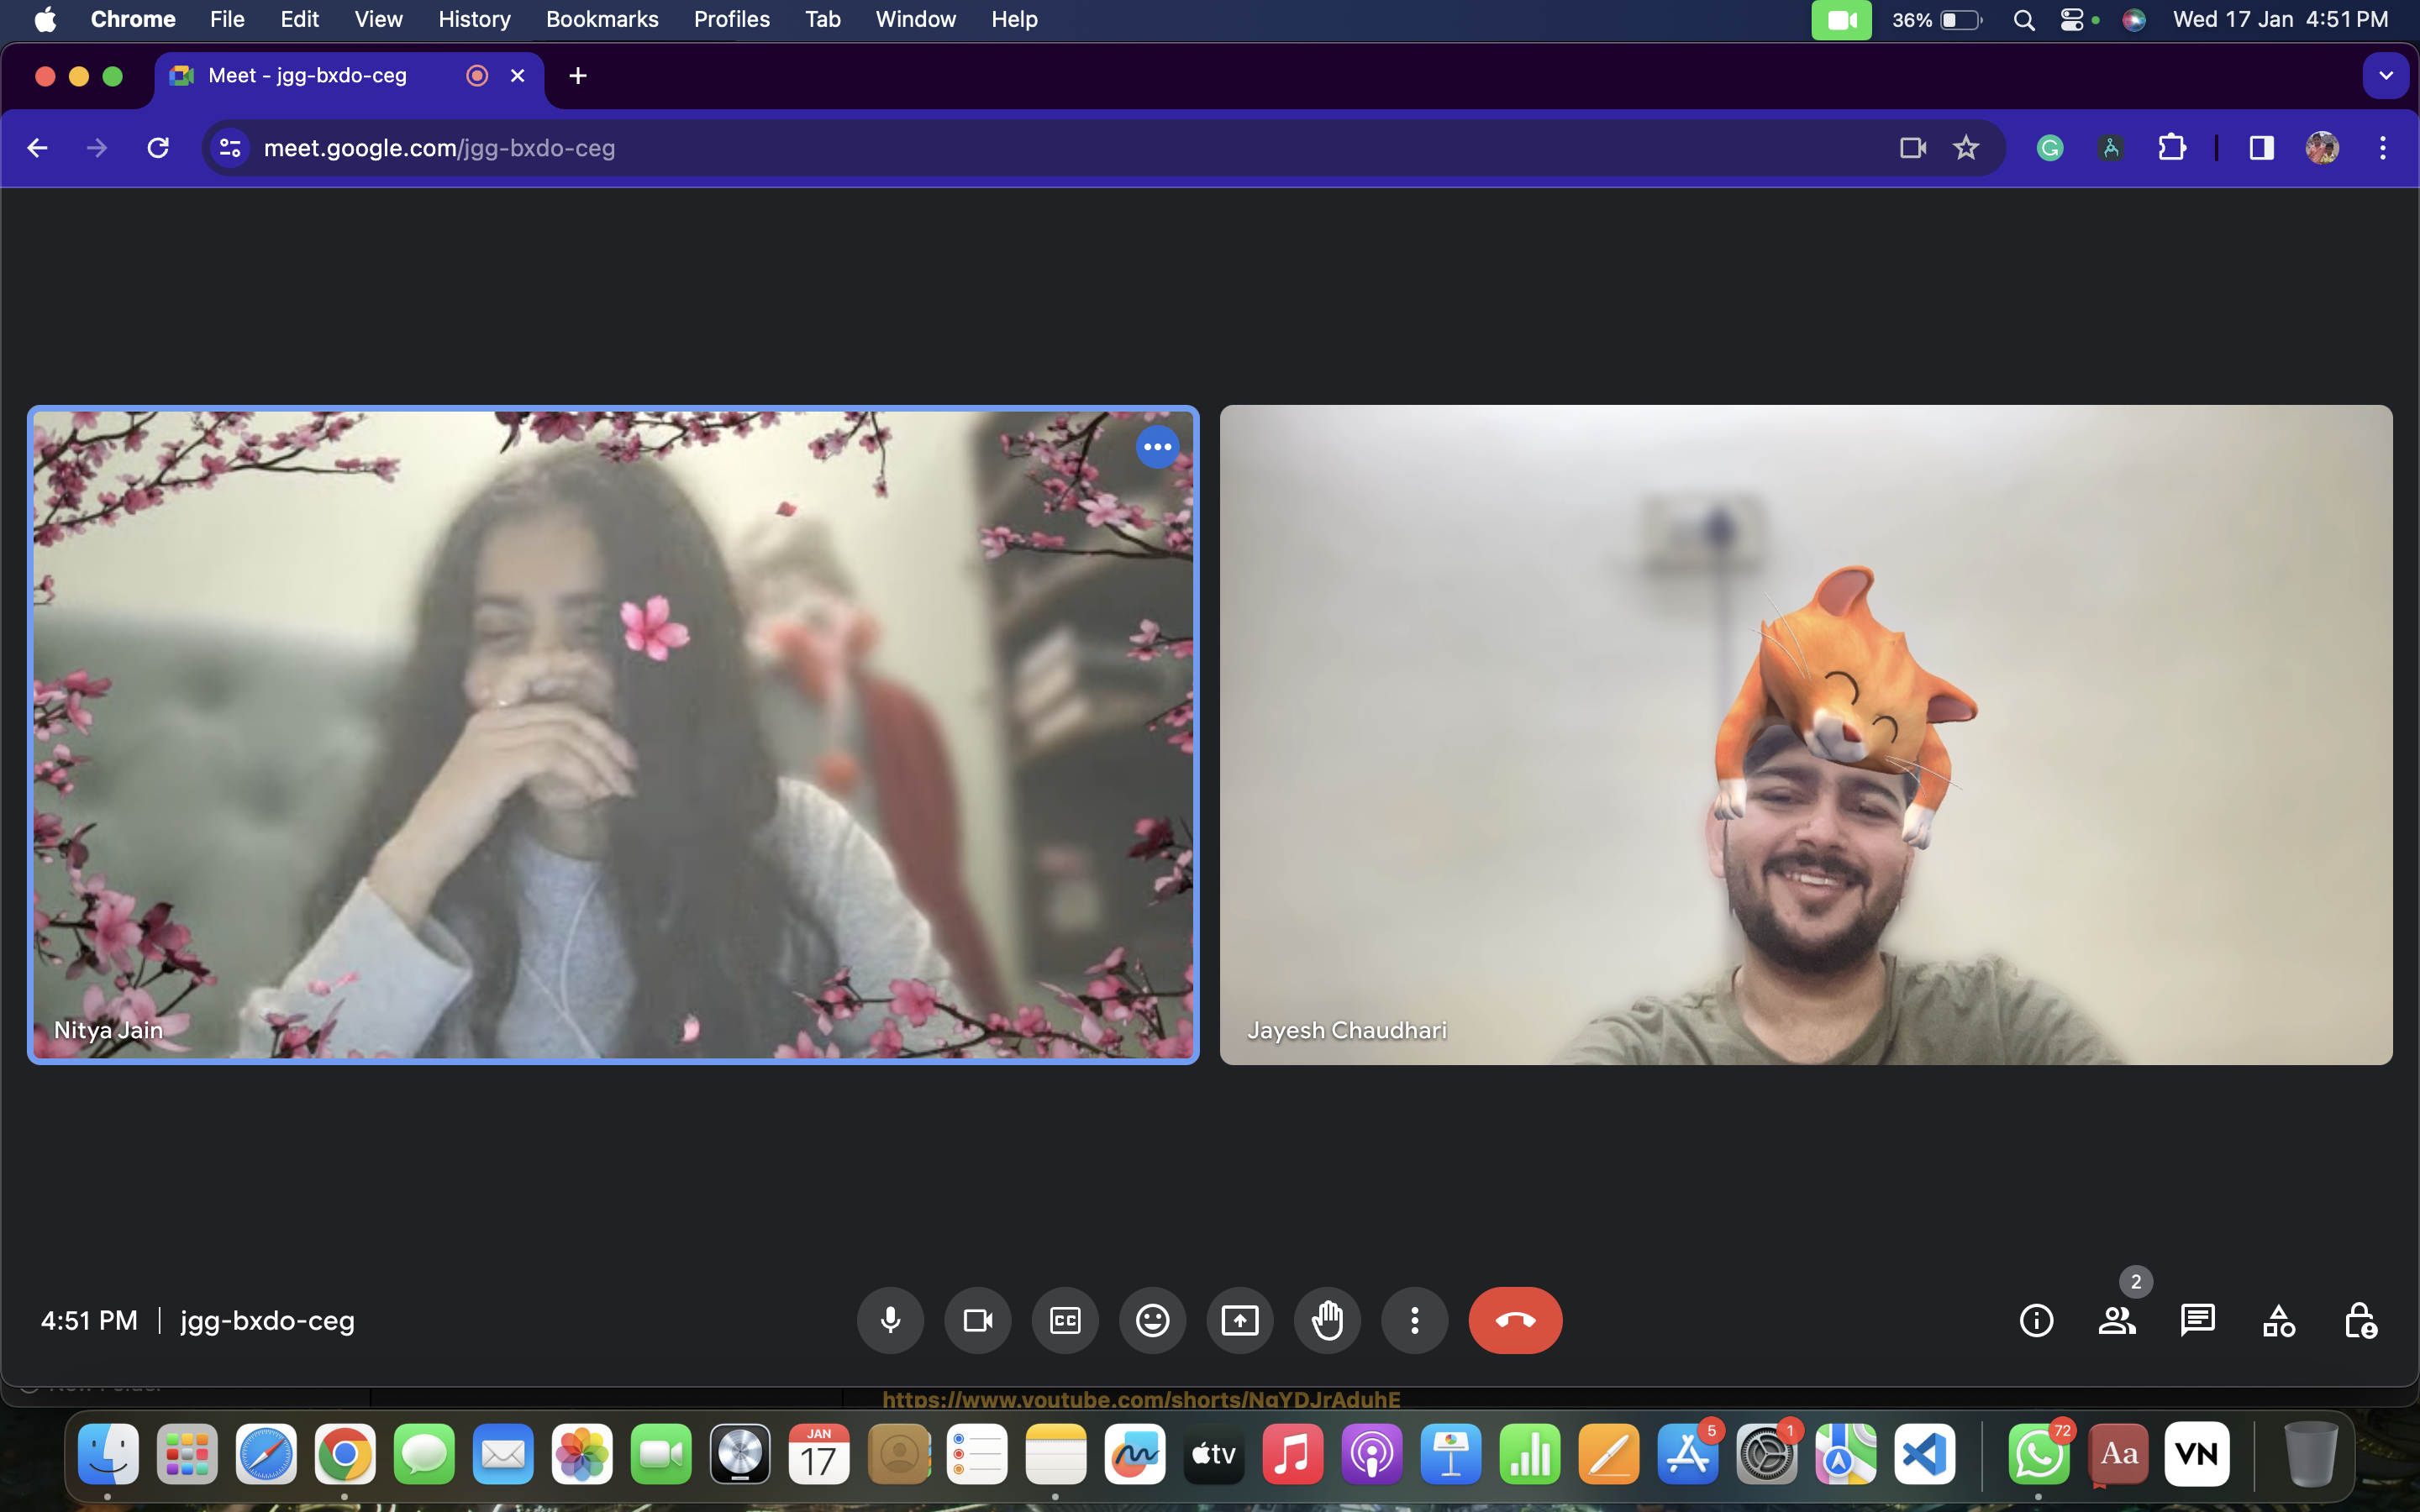 Chrome File Edit View History Bookmarks Profiles Tab Window Help 36% Wed 17 Jan 4:51 PM
Meet - jgg-bxdo-ceg
meet.google.com/jgg-bxdo-ceg
Nitya Jain
Jayesh Chaudhari
2
4:51 PM | jgg-bxdo-ceg
CC
https://www.youtube.com/shorts/NqYDJrAduhE
JAN
17
tv
5
1
72
Aa
VN